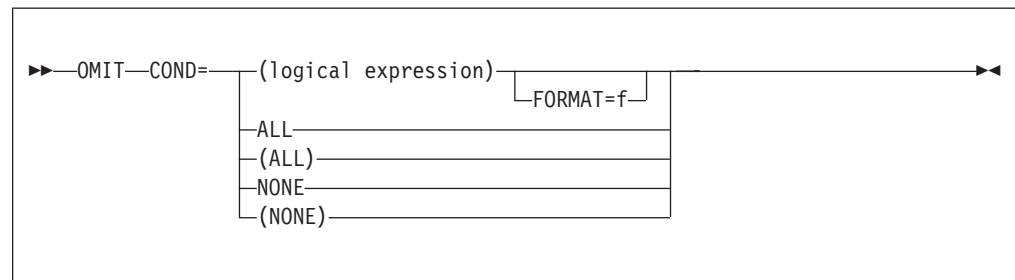 OMIT COND= (logical expression)
FORMAT=f
ALL
(ALL)
NONE
(NONE)